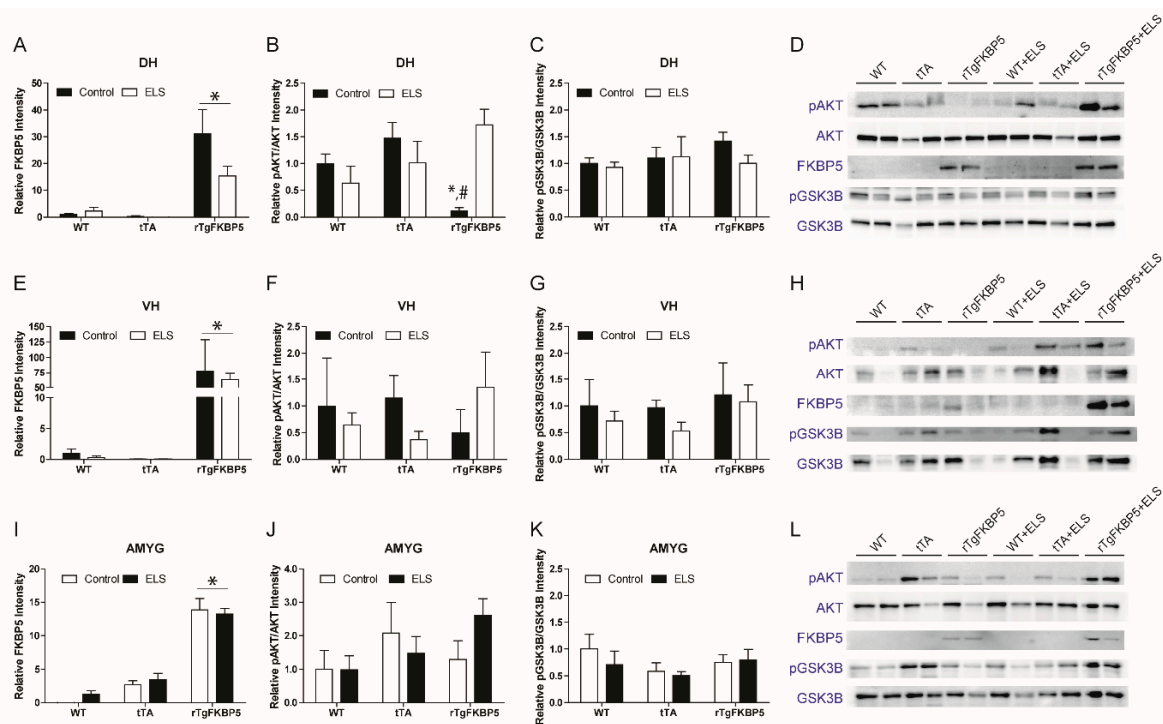 A
DH
Relative FKBP5 Intensity
50
40
30
20
10
0
Control
ELS
*
WT
tTA
rTgFKBP5
B
DH
Relative pAKT/AKT Intensity
2.5
2.0
1.5
1.0
0.5
0.0
Control
ELS
*,#
WT
tTA
rTgFKBP5
C
DH
Relative pGSK3B/GSK3B Intensity
2.5
2.0
1.5
1.0
0.5
0.0
Control
ELS
WT
tTA
rTgFKBP5
D
WT
tTA
rTgFKBP5
WT+ELS
tTA+ELS
rTgFKBP5+ELS
pAKT
AKT
FKBP5
pGSK3B
GSK3B
E
VH
Relative FKBP5 Intensity
150
125
100
75
50
10
5
0
Control
ELS
*
WT
tTA
rTgFKBP5
F
VH
Relative pAKT/AKT Intensity
2.5
2.0
1.5
1.0
0.5
0.0
Control
ELS
WT
tTA
rTgFKBP5
G
VH
Relative pGSK3B/GSK3B Intensity
2.5
2.0
1.5
1.0
0.5
0.0
Control
ELS
WT
tTA
rTgFKBP5
H
WT
tTA
rTgFKBP5
WT+ELS
tTA+ELS
rTgFKBP5+ELS
pAKT
AKT
FKBP5
pGSK3B
GSK3B
I
AMYG
Relative FKBP5 Intensity
20
15
10
5
0
Control
ELS
*
WT
tTA
rTgFKBP5
J
AMYG
Relative pAKT/AKT Intensity
4.0
3.0
2.0
1.0
0.0
Control
ELS
WT
tTA
rTgFKBP5
K
AMYG
Relative pGSK3B/GSK3B Intensity
2.5
2.0
1.5
1.0
0.5
0.0
Control
ELS
WT
tTA
rTgFKBP5
L
WT
tTA
rTgFKBP5
WT+ELS
tTA+ELS
rTgFKBP5+ELS
pAKT
AKT
FKBP5
pGSK3B
GSK3B